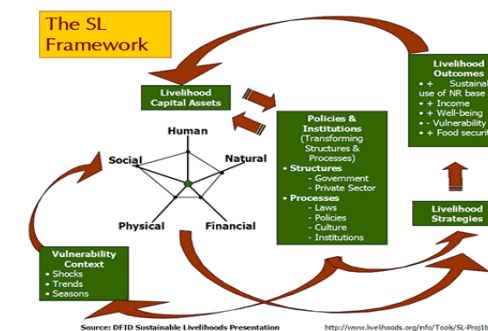 The SL
Framework
Livelihood
Capital Assets
Human
Social
Natural
Physical
Financial
Vulnerability
Context
• Shocks
• Trends
• Seasons
Policies &
Institutions
(Transforming
Structures &
Processes)
• Structures
- Government
- Private Sector
• Processes
- Laws
- Policies
- Culture
- Institutions
Livelihood
Outcomes
• + Sustainal
use of NR base
• + Income
• + Well-being
• - Vulnerability
• + Food securit
Livelihood
Strategies
Source: DFID Sustainable Livelihoods Presentation